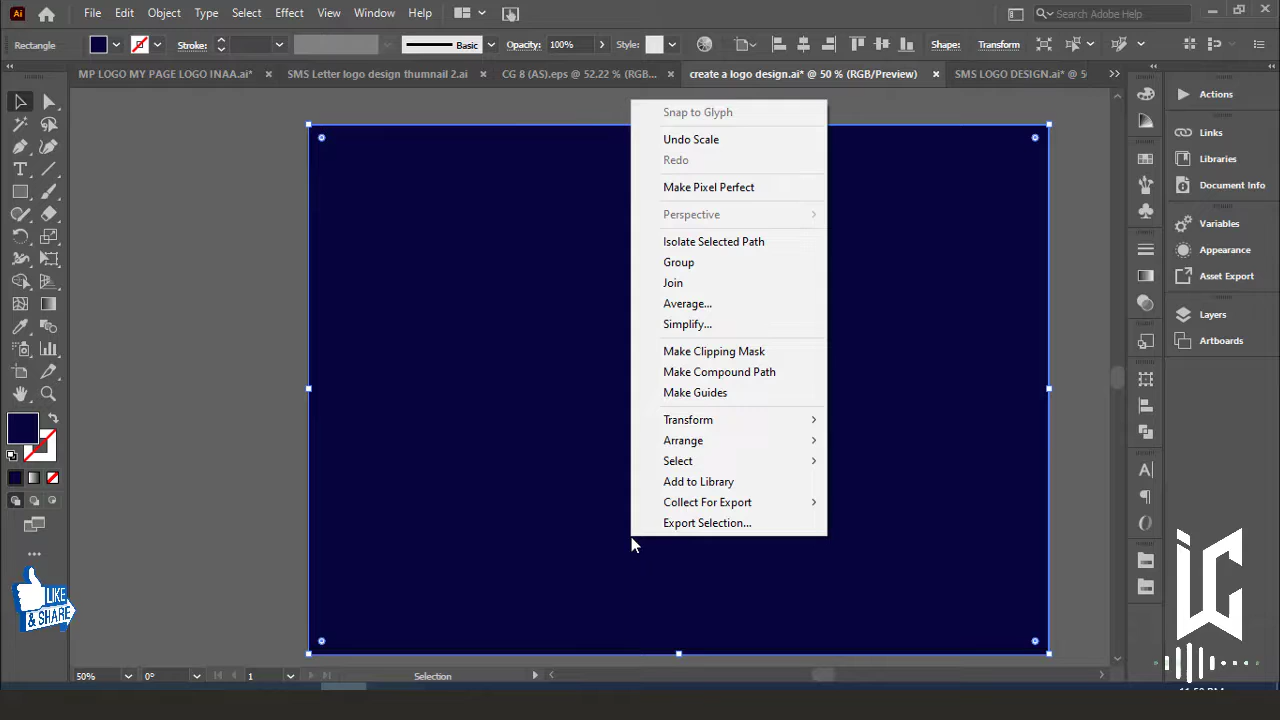 Ai File Edit Object Type Select Effect View Window Help Search Adobe Help
Rectangle Stroke: Basic Opacity: 100% Style: Shape: Transform
MP LOGO MY PAGE LOGO INAA.ai* × SMS Letter logo design thumnail 2.ai × CG 8 (AS).eps @ 52.22 % (RGB... × create a logo design.ai* @ 50 % (RGB/Preview) × SMS LOGO DESIGN.ai* @ 50
Snap to Glyph
Undo Scale
Redo
Make Pixel Perfect
Perspective
Isolate Selected Path
Group
Join
Average...
Simplify...
Make Clipping Mask
Make Compound Path
Make Guides
Transform
Arrange
Select
Add to Library
Collect For Export
Export Selection...
Actions
Links
Libraries
Document Info
Variables
Appearance
Asset Export
Layers
Artboards
LIKE
& SHARE
iC
50% 0° 1 Selection